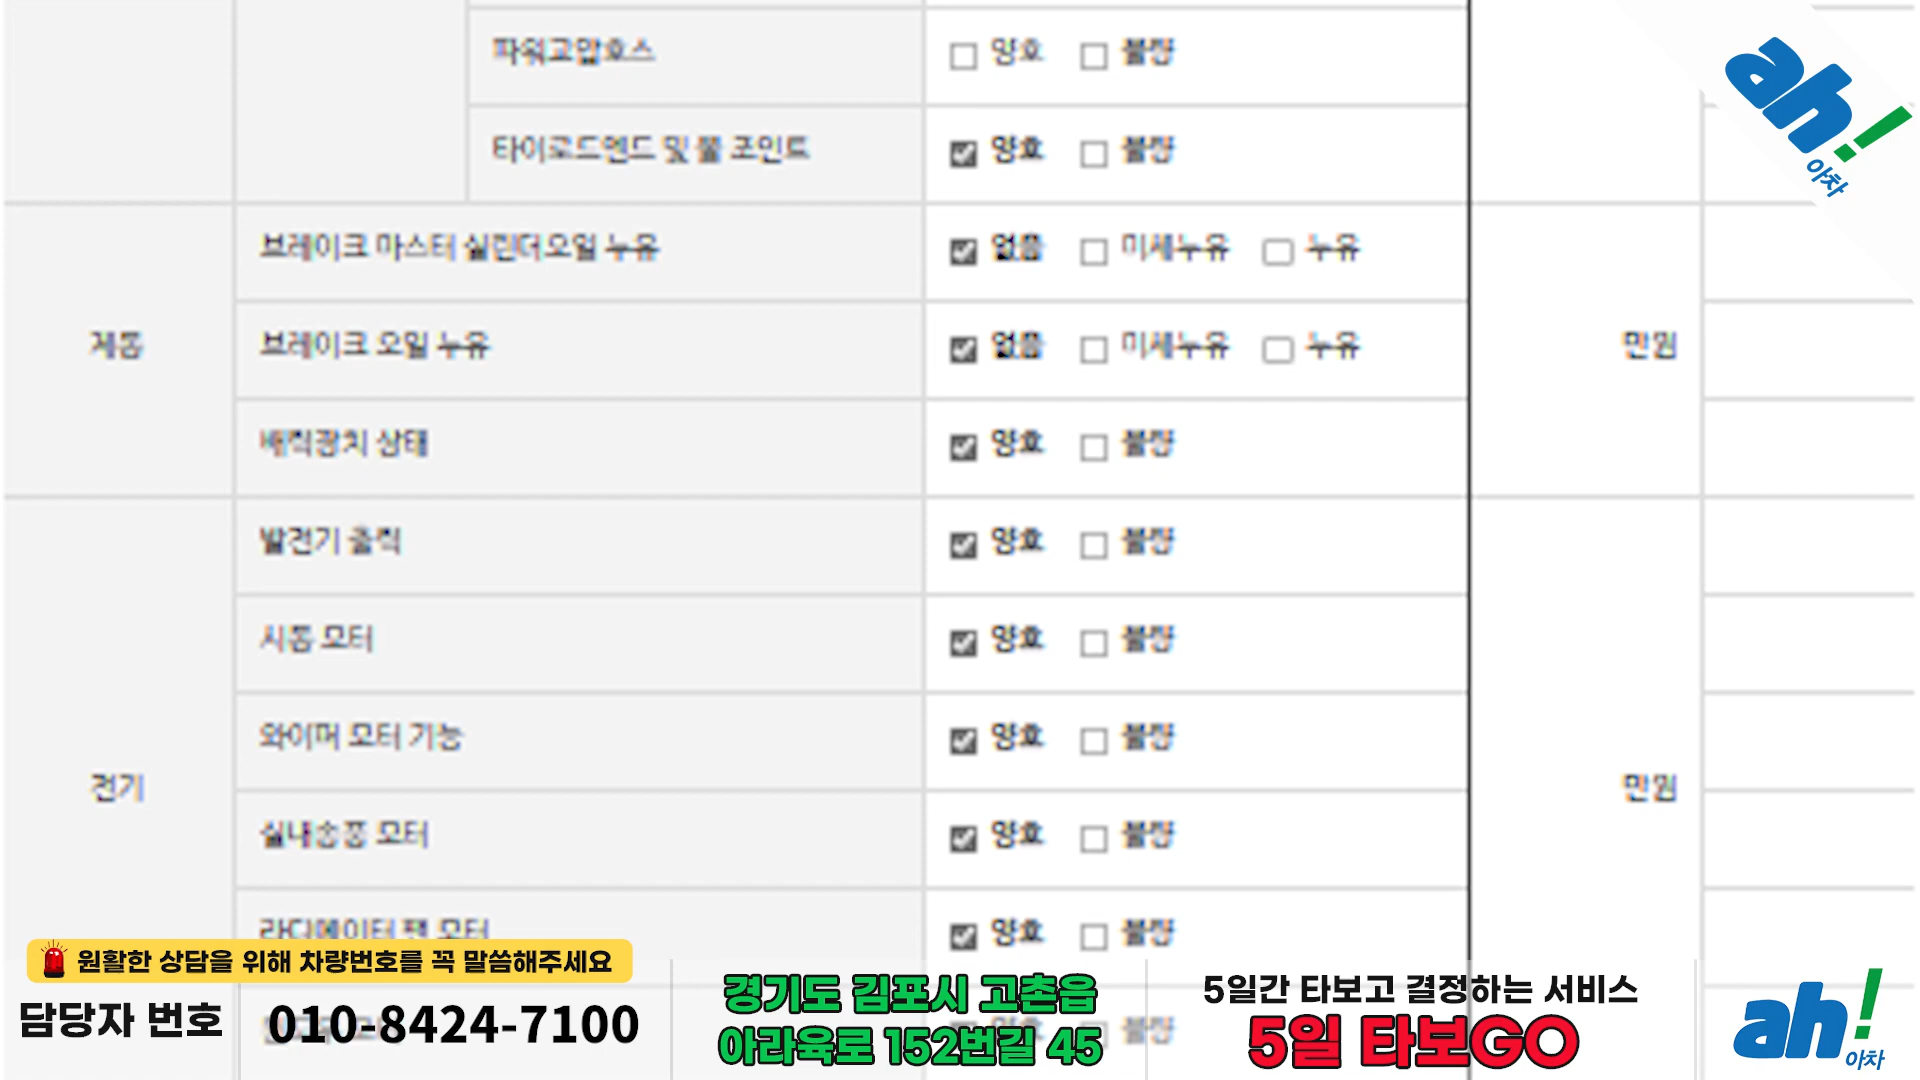 파워고압호스 양호 불량
타이로드엔드 및 볼 조인트 양호 불량
ah!
아차
제동
브레이크 마스터 실린더오일 누유 없음 미세누유 누유
브레이크 오일 누유 없음 미세누유 누유
만원
배력장치 상태 양호 불량
전기
발전기 출력 양호 불량
시동 모터 양호 불량
와이퍼 모터 기능 양호 불량
만원
실내송풍 모터 양호 불량
라디에이터 팬 모터 양호 불량
원활한 상담을 위해 차량번호를 꼭 말씀해주세요
담당자 번호 010-8424-7100
경기도 김포시 고촌읍
아라육로 152번길 45
불량
5일간 타보고 결정하는 서비스
5일 타보GO
ah!
아차